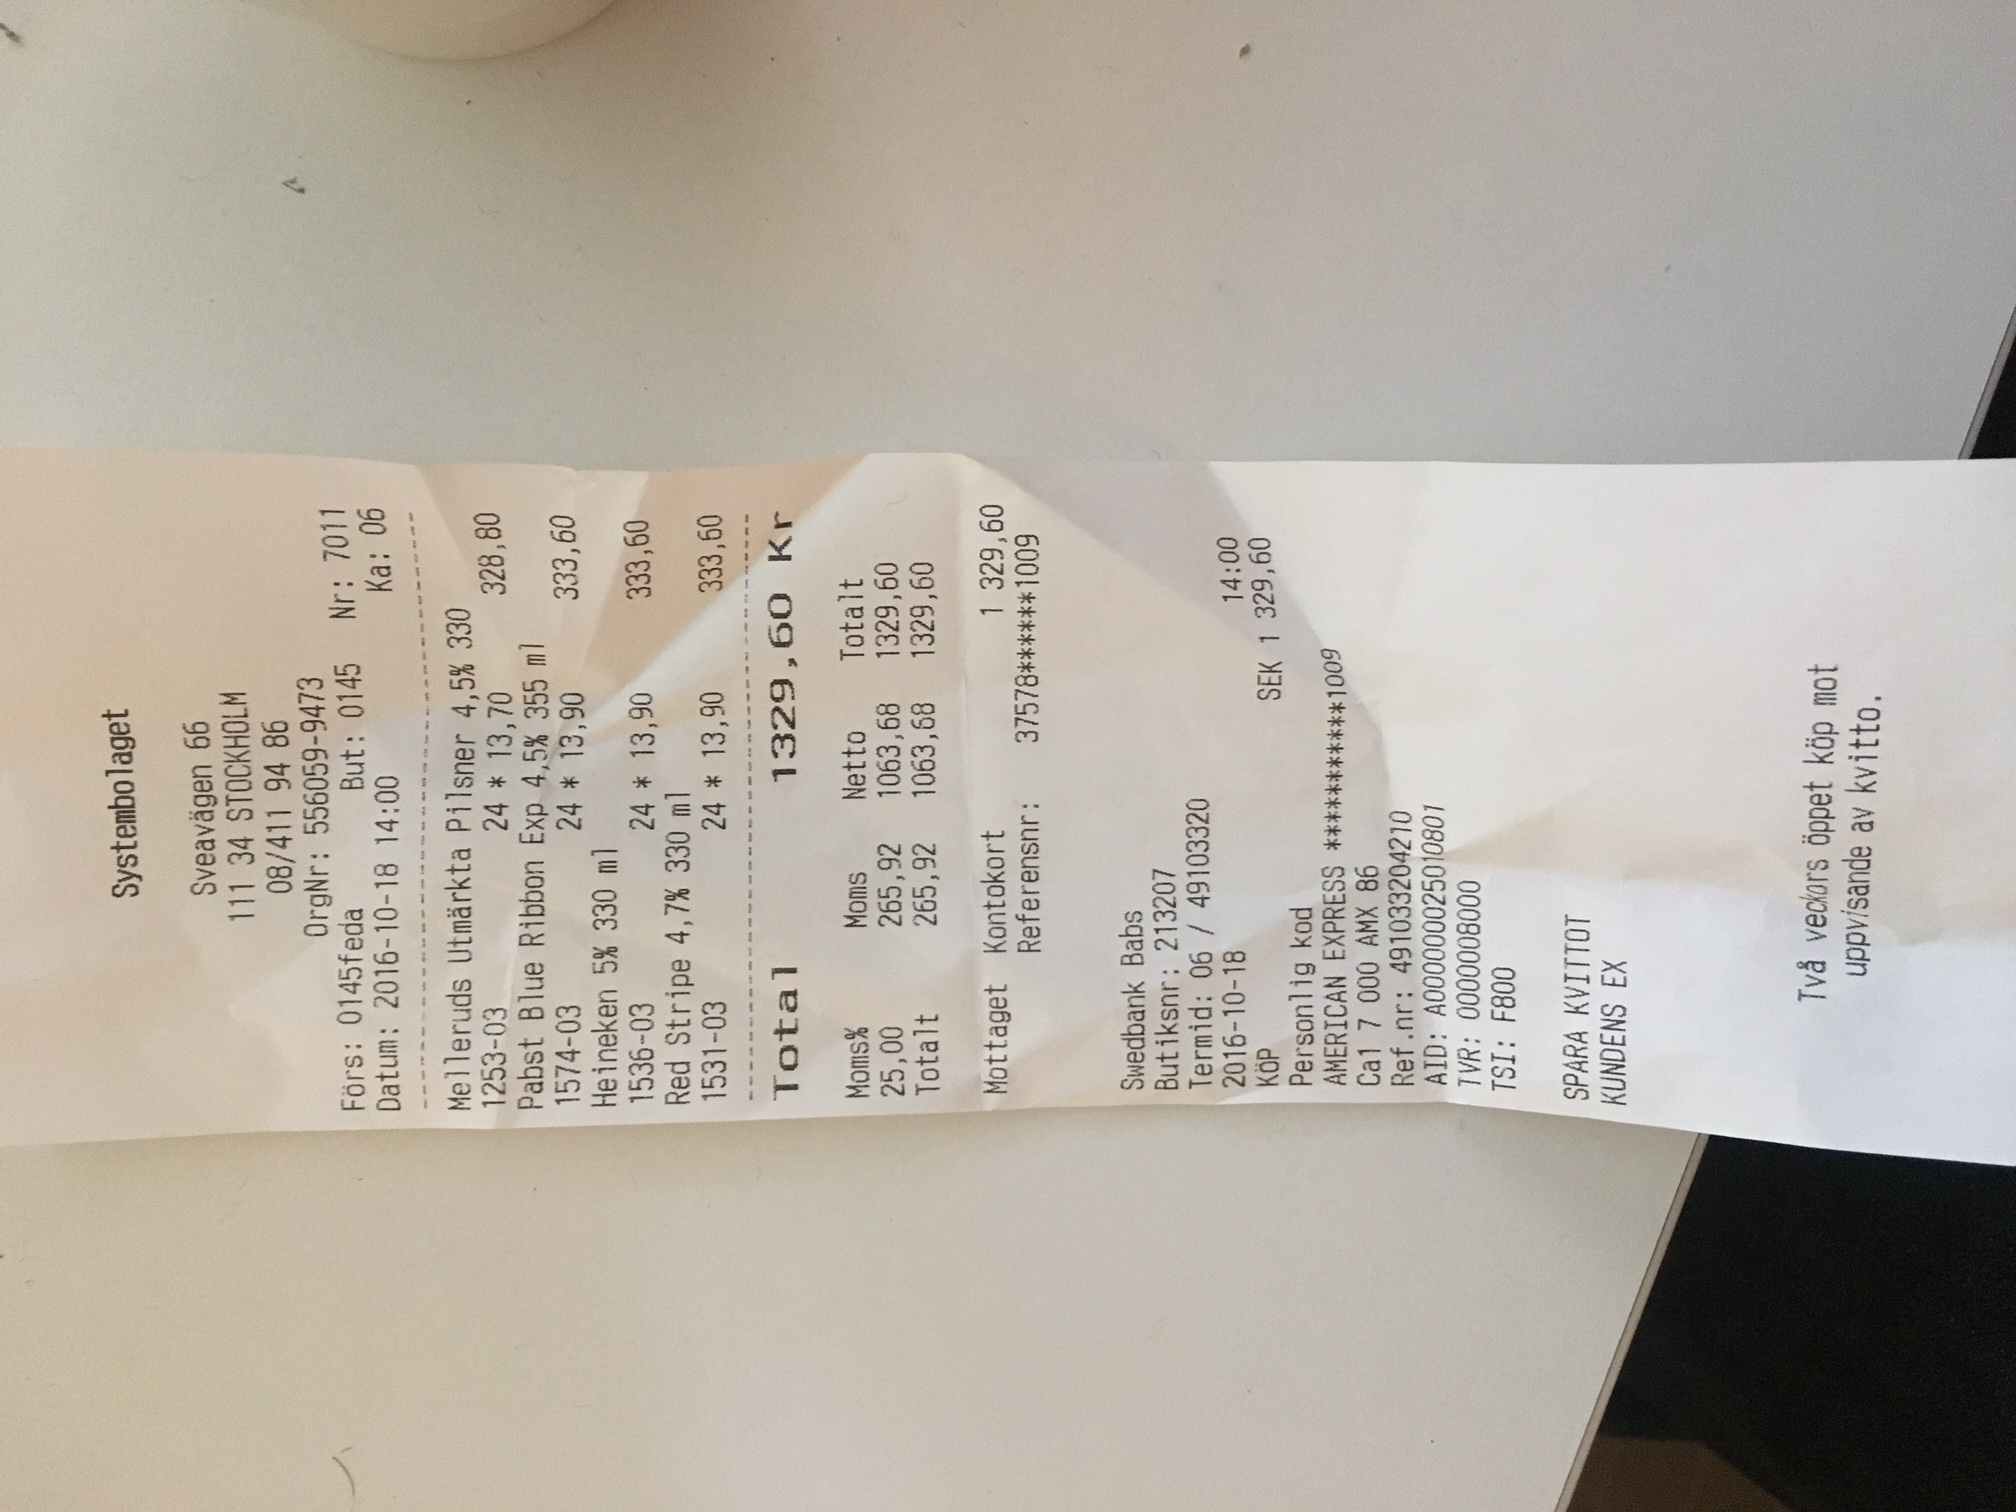 Systembolaget
Sveavägen 66
111 34 STOCKHOLM
08/411 94 86
OrgNr: 556059-9473
Förs: 0145feda But: 0145 Nr: 7011
Datum: 2016-10-18 14:00 Ka: 06
Melleruds Utmärkta Pilsner 4,5% 330
1253-03 24 * 13,70 328,80
Pabst Blue Ribbon Exp 4,5% 355 ml
1574-03 24 * 13,90 333,60
Heineken 5% 330 ml
1536-03 24 * 13,90 333,60
Red Stripe 4,7% 330 ml
1531-03 24 * 13,90 333,60
Total 1329,60 Kr
Moms% Moms Netto Totalt
25,00 265,92 1063,68 1329,60
Totalt 265,92 1063,68 1329,60
Mottaget Kontokort 1 329,60
Referensnr: 37578******1009
Swedbank Babs
Butiksnr: 213207
Termid: 06 / 49103320
2016-10-18 14:00
KÖP SEK 1 329,60
Personlig kod
AMERICAN EXPRESS ***********1009
Ca1 7 000 AMX 86
Ref.nr: 491033204210
AID: A000000025010801
TVR: 0000008000
TSI: F800
SPARA KVITTOT
KUNDENS EX
Två veckors öppet köp mot
uppvisande av kvitto.